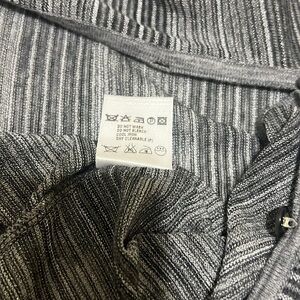 DO NOT WASH
DO NOT BLEACH
COOL IRON
DRY CLEANABLE (P)